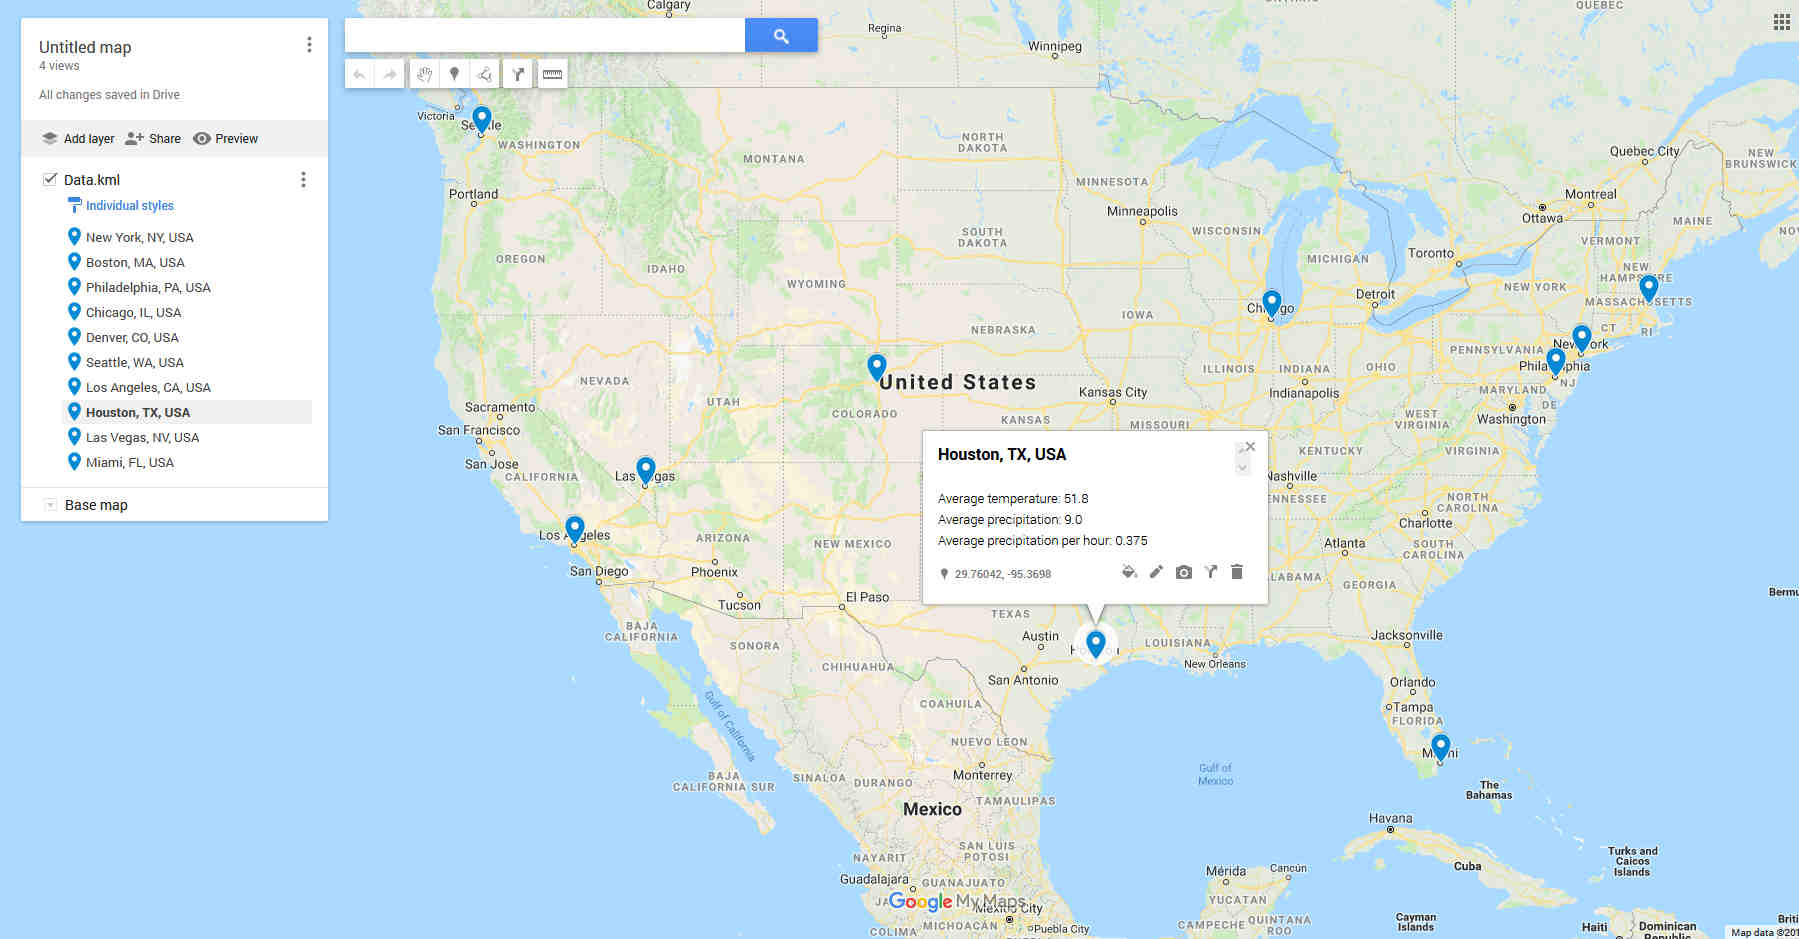 Untitled map
4 views
All changes saved in Drive
Add layer
Share
Preview
Data.kml
Individual styles
New York, NY, USA
Boston, MA, USA
Philadelphia, PA, USA
Chicago, IL, USA
Denver, CO, USA
Seattle, WA, USA
Los Angeles, CA, USA
Houston, TX, USA
Las Vegas, NV, USA
Miami, FL, USA
Base map
Calgary
Regina
Winnipeg
ONTARIO
QUEBEC
Victoria
Seattle
WASHINGTON
MONTANA
NORTH
DAKOTA
MINNESOTA
Quebec City
NEW
BRUNSWICK
Portland
Minneapolis
Montreal
Ottawa
MAINE
OREGON
IDAHO
SOUTH
DAKOTA
WISCONSIN
MICHIGAN
Toronto
VERMONT
NEW
HAMPSHIRE
WYOMING
IOWA
Chicago
Detroit
NEW YORK
MASSACHUSETTS
CT
RI
NEBRASKA
New York
PENNSYLVANIA
Philadelphia
NJ
NEVADA
UTAH
United States
ILLINOIS
INDIANA
OHIO
Indianapolis
MARYLAND
DE
Washington
Sacramento
San Francisco
San Jose
CALIFORNIA
COLORADO
Kansas City
KANSAS
MISSOURI
WEST
VIRGINIA
KENTUCKY
VIRGINIA
Las Vegas
Nashville
TENNESSEE
NORTH
CAROLINA
Charlotte
Los Angeles
ARIZONA
NEW MEXICO
Atlanta
SOUTH
CAROLINA
San Diego
Phoenix
Tucson
El Paso
ALABAMA
GEORGIA
Houston, TX, USA
Average temperature: 51.8
Average precipitation: 9.0
Average precipitation per hour: 0.375
29.76042, -95.3698
TEXAS
BAJA
CALIFORNIA
SONORA
CHIHUAHUA
Austin
LOUISIANA
New Orleans
Jacksonville
San Antonio
Orlando
Tampa
FLORIDA
Gulf of California
COAHUILA
NUEVO LEON
Miami
Gulf of
Mexico
BAJA
CALIFORNIA SUR
SINALOA
DURANGO
Monterrey
TAMAULIPAS
Mexico
The
Bahamas
Havana
Cuba
Turks and
Caicos
Islands
SAN LUIS
POTOSI
NAYARIT
Guadalajara
GUANAJUATO
Google My Maps
Mexico City
COLIMA
MICHOACAN
Puebla City
Mérida
Cancún
YUCATAN
CAMPECHE
QUINTANA
ROO
Cayman
Islands
Haiti
Dominican
Republic
Map data ©201